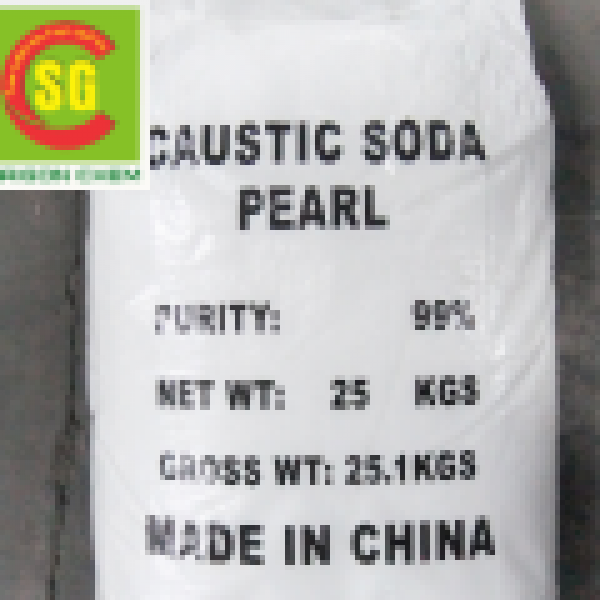 SG
CAUSTIC SODA
PEARL
PURITY: 99%
NET WT: 25 KGS
GROSS WT: 25.1KGS
MADE IN CHINA